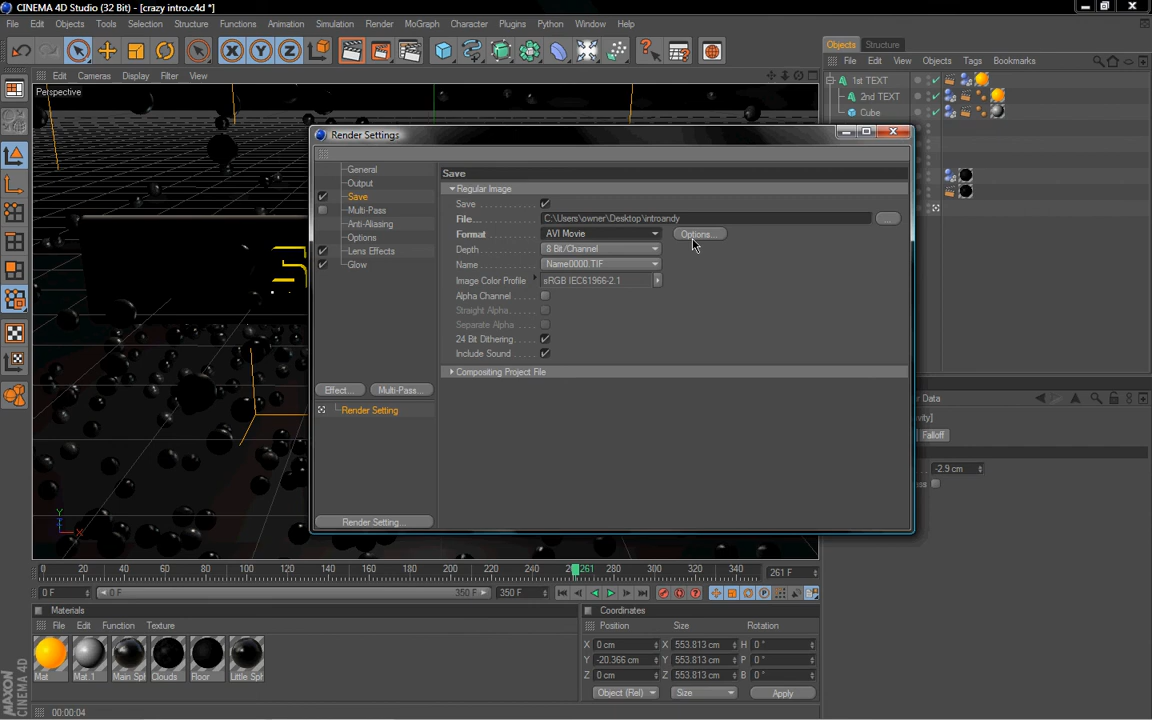 CINEMA 4D Studio (32 Bit) - [crazy intro.c4d *]
File Edit Objects Tools Selection Structure Functions Animation Simulation Render MoGraph Character Plugins Python Window Help
Edit Cameras Display Filter View
Perspective
Objects Structure
File Edit View Objects Tags Bookmarks
1st TEXT
2nd TEXT
Cube
Render Settings
General
Output
Save
Multi-Pass
Anti-Aliasing
Options
Lens Effects
Glow
Effect... Multi-Pass...
Render Setting
Render Setting...
Save
Regular Image
Save
File... C:\Users\owner\Desktop\introandy ...
Format AVI Movie Options...
Depth 8 Bit/Channel
Name Name0000.TIF
Image Color Profile sRGB IEC61966-2.1
Alpha Channel
Straight Alpha
Separate Alpha
24 Bit Dithering
Include Sound
Compositing Project File
r Data
Falloff
-2.9 cm
0 20 40 60 80 100 120 140 160 180 200 220 240 261 280 300 320 340 261 F
0 F 0 F 350 F 350 F
Materials
File Edit Function Texture
Mat Mat.1 Main Sph Clouds Floor Little Sph
Coordinates
Position Size Rotation
X 0 cm X 553.813 cm H 0 °
Y -20.366 cm Y 553.813 cm P 0 °
Z 0 cm Z 553.813 cm B 0 °
Object (Rel) Size Apply
MAXON
CINEMA 4D
00:00:04